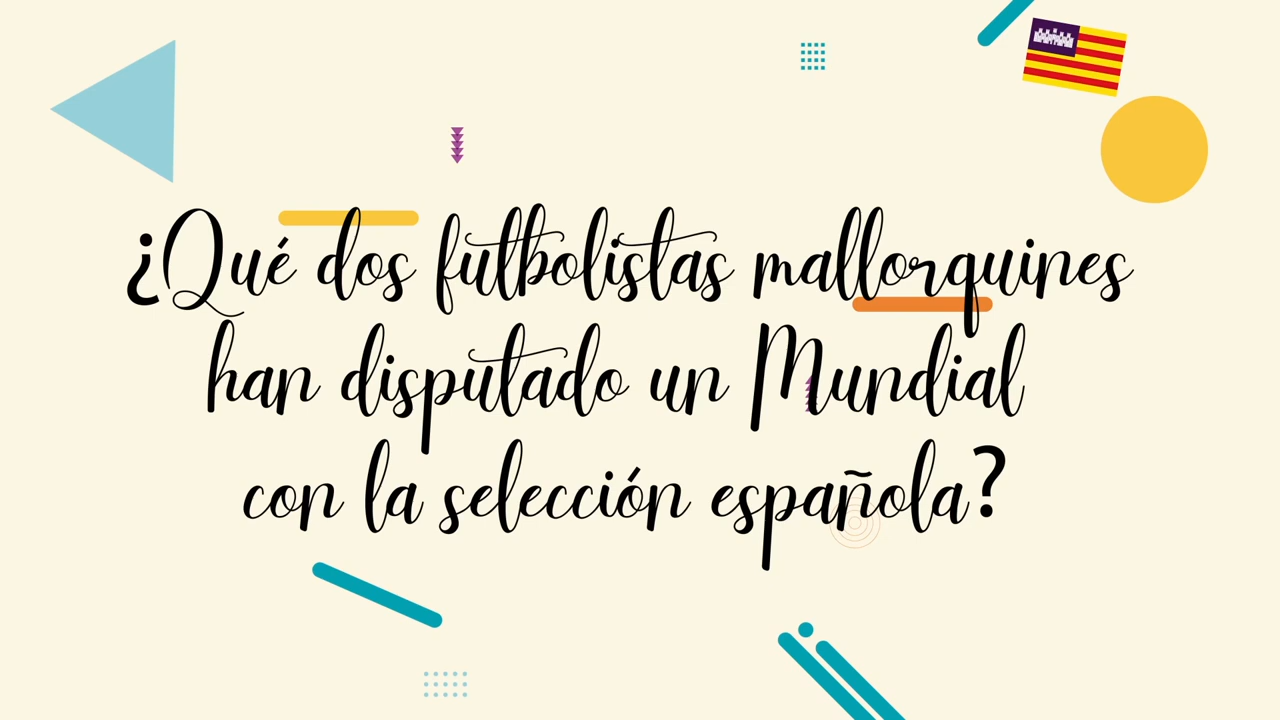 ¿Qué dos futbolistas mallorquines
han disputado un Mundial
con la selección española?